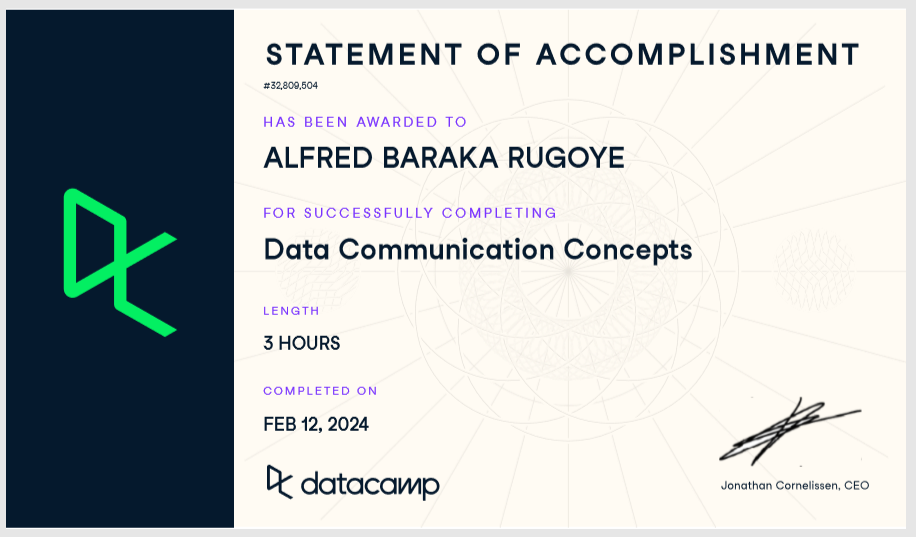 STATEMENT OF ACCOMPLISHMENT
#32,809,504
HAS BEEN AWARDED TO
ALFRED BARAKA RUGOYE
FOR SUCCESSFULLY COMPLETING
Data Communication Concepts
LENGTH
3 HOURS
COMPLETED ON
FEB 12, 2024
datacamp
Jonathan Cornelissen, CEO